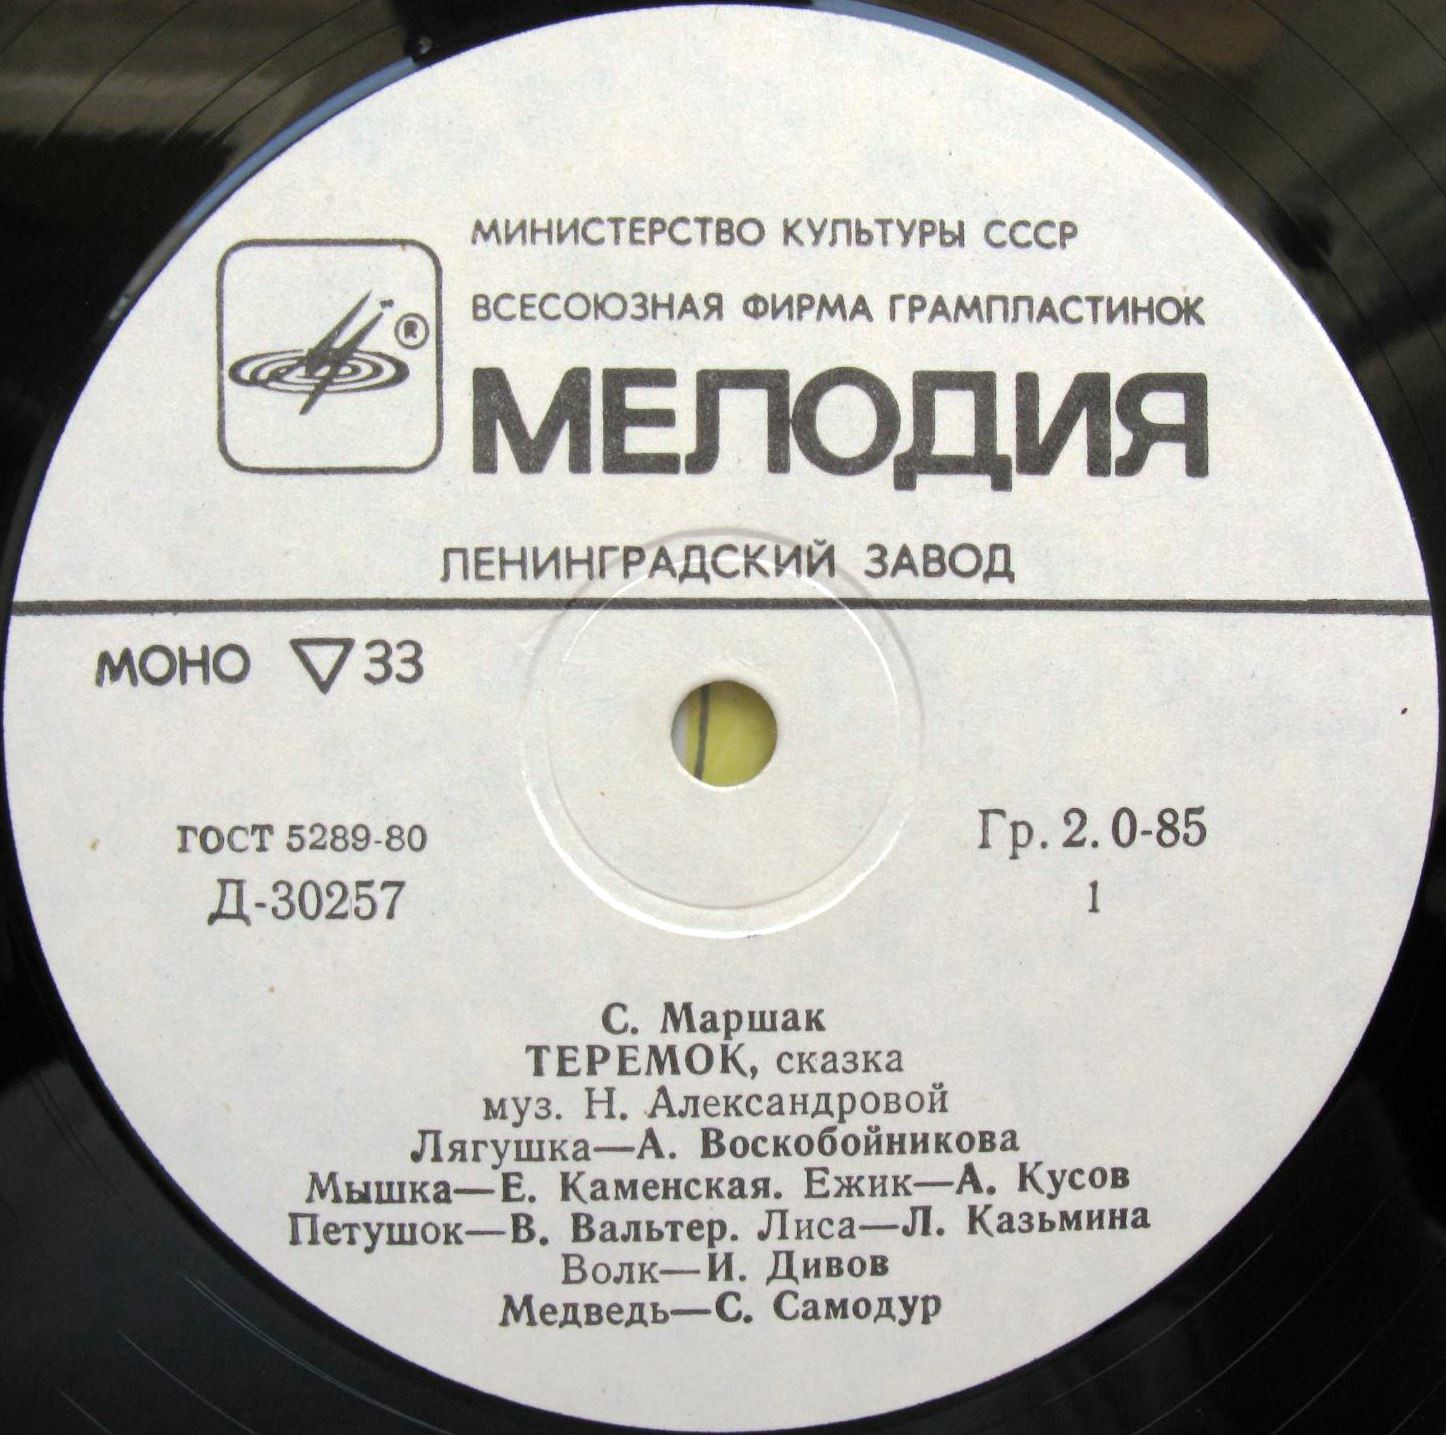 МИНИСТЕРСТВО КУЛЬТУРЫ СССР
ВСЕСОЮЗНАЯ ФИРМА ГРАМПЛАСТИНОК
®
МЕЛОДИЯ
ЛЕНИНГРАДСКИЙ ЗАВОД
МОНО ▽33
ГОСТ 5289-80
Гр. 2. 0-85
Д-30257
1
С. Маршак
ТЕРЕМОК, сказка
муз. Н. Александровой
Лягушка—А. Воскобойникова
Мышка—Е. Каменская. Ежик—А. Кусов
Петушок—В. Вальтер. Лиса—Л. Казьмина
Волк—И. Дивов
Медведь—С. Самодур